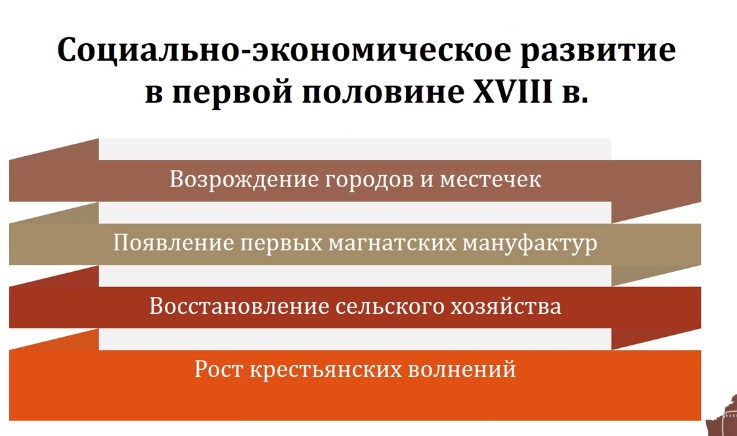 Социально-экономическое развитие
в первой половине XVIII в.
Возрождение городов и местечек
Появление первых магнатских мануфактур
Восстановление сельского хозяйства
Рост крестьянских волнений